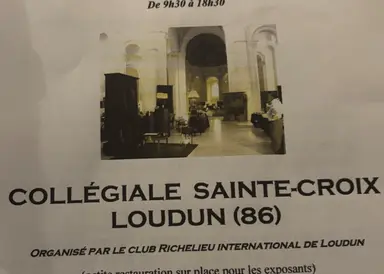 De 9h30 à 18h30
COLLÉGIALE SAINTE-CROIX
LOUDUN (86)
ORGANISÉ PAR LE CLUB RICHELIEU INTERNATIONAL DE LOUDUN
(petite restauration sur place pour les exposants)